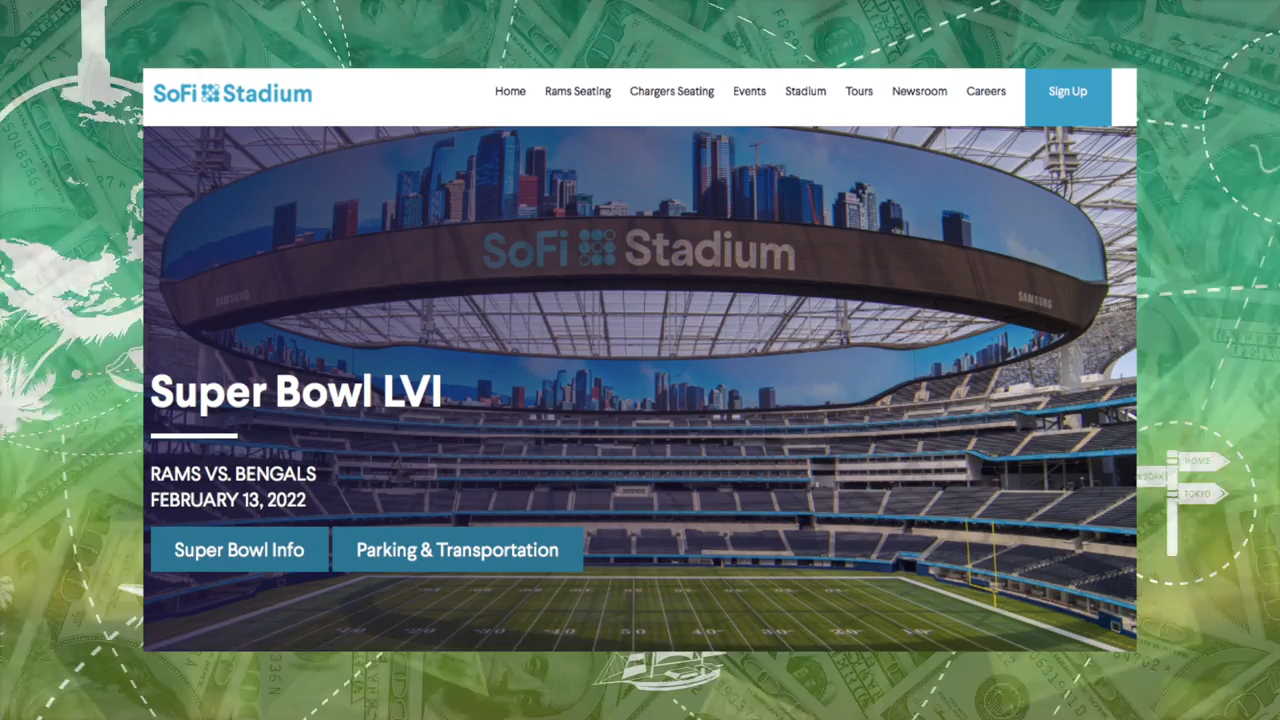 SoFi Stadium
Home Rams Seating Chargers Seating Events Stadium Tours Newsroom Careers Sign Up
SoFi Stadium
SAMSUNG
SAMSUNG
Super Bowl LVI
RAMS VS. BENGALS
FEBRUARY 13, 2022
Super Bowl Info Parking & Transportation
HOME
TOKYO